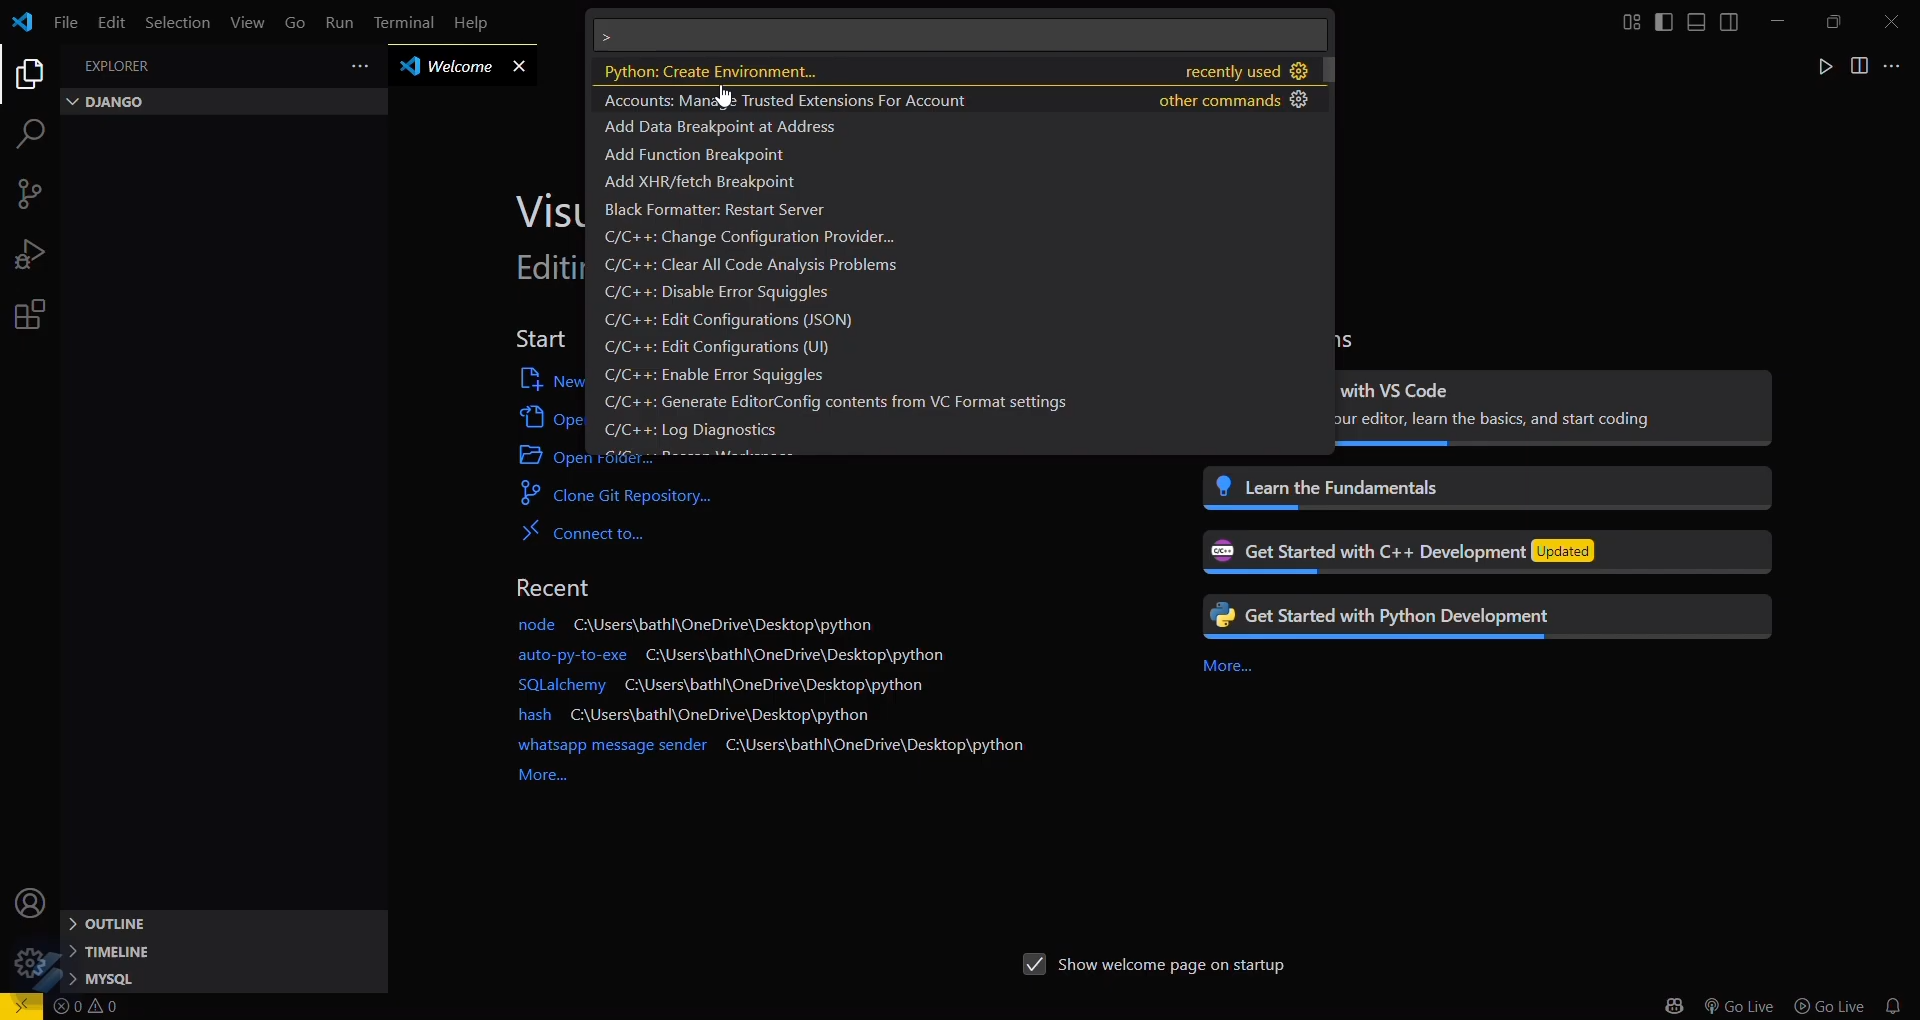 File Edit Selection View Go Run Terminal Help
>
EXPLORER
Welcome
DJANGO
Python: Create Environment... recently used
Accounts: Manage Trusted Extensions For Account other commands
Add Data Breakpoint at Address
Add Function Breakpoint
Add XHR/fetch Breakpoint
Black Formatter: Restart Server
C/C++: Change Configuration Provider...
C/C++: Clear All Code Analysis Problems
C/C++: Disable Error Squiggles
C/C++: Edit Configurations (JSON)
C/C++: Edit Configurations (UI)
C/C++: Enable Error Squiggles
C/C++: Generate EditorConfig contents from VC Format settings
C/C++: Log Diagnostics
Start
New
Open Folder...
Clone Git Repository...
Connect to...
Recent
node C:\Users\bathl\OneDrive\Desktop\python
auto-py-to-exe C:\Users\bathl\OneDrive\Desktop\python
SQLalchemy C:\Users\bathl\OneDrive\Desktop\python
hash C:\Users\bathl\OneDrive\Desktop\python
whatsapp message sender C:\Users\bathl\OneDrive\Desktop\python
More...
with VS Code
editor, learn the basics, and start coding
Learn the Fundamentals
C/C++ Get Started with C++ Development Updated
Get Started with Python Development
More...
Show welcome page on startup
OUTLINE
TIMELINE
MYSQL
0 0
Go Live Go Live